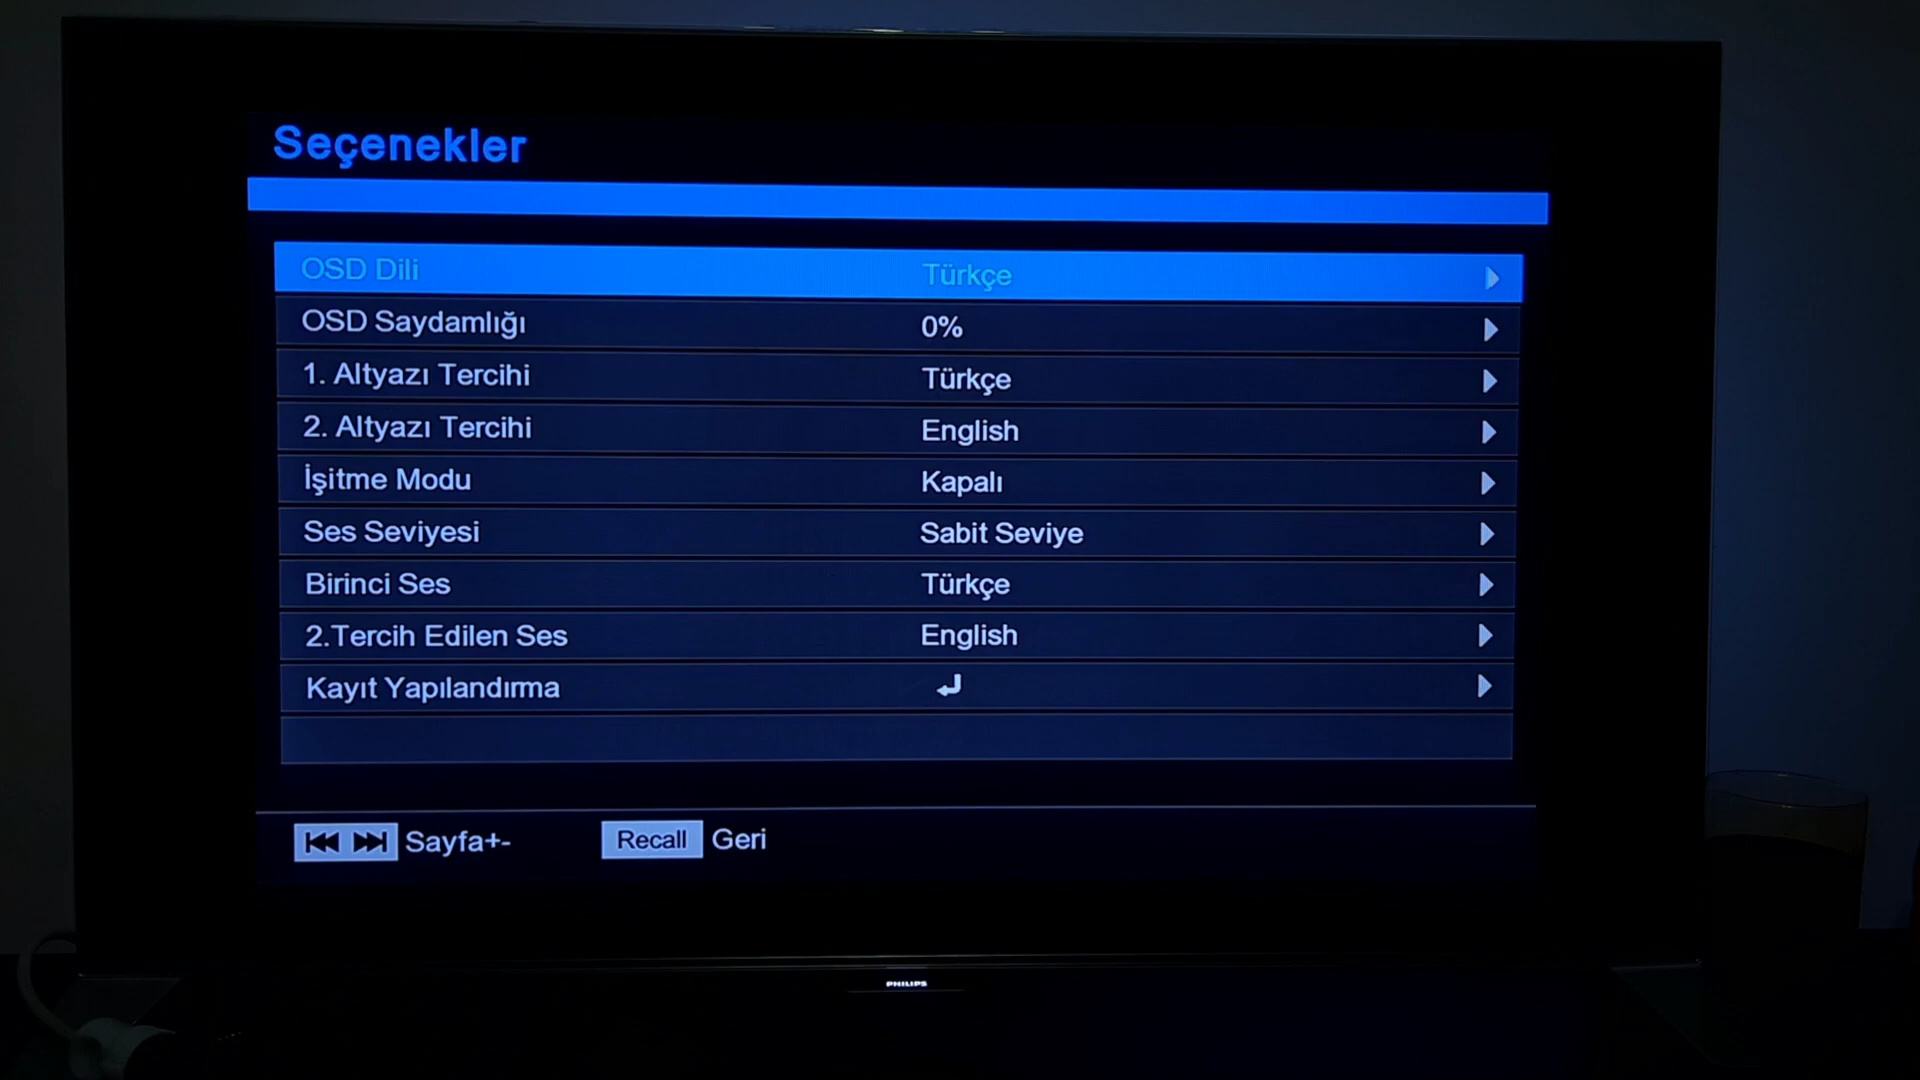 Seçenekler
OSD Dili Türkçe
OSD Saydamlığı 0%
1. Altyazı Tercihi Türkçe
2. Altyazı Tercihi English
İşitme Modu Kapalı
Ses Seviyesi Sabit Seviye
Birinci Ses Türkçe
2.Tercih Edilen Ses English
Kayıt Yapılandırma
Sayfa+- Recall Geri
PHILIPS